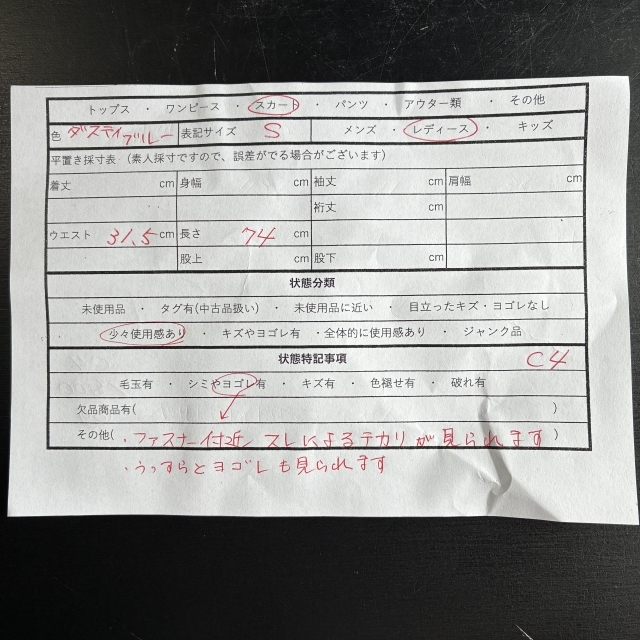 トップス ・ ワンピース ・ スカート ・ パンツ ・ アウター類 ・ その他
色 ダスティブルー 表記サイズ S メンズ ・ レディース ・ キッズ
平置き採寸表 (素人採寸ですので、誤差がでる場合がございます)
着丈 cm 身幅 cm 袖丈 cm 肩幅 cm
裄丈 cm
ウエスト 31.5 cm 長さ 74 cm
股上 cm 股下 cm
状態分類
未使用品 ・ タグ有(中古品扱い) ・ 未使用品に近い ・ 目立ったキズ・ヨゴレなし
少々使用感あり ・ キズやヨゴレ有 ・全体的に使用感あり ・ ジャンク品
状態特記事項 C4
毛玉有 ・ シミやヨゴレ有 ・ キズ有 ・ 色褪せ有 ・ 破れ有
欠品商品有( )
その他( ・ファスナー付近 スレによるテカリが見られます )
・うっすらとヨゴレも見られます